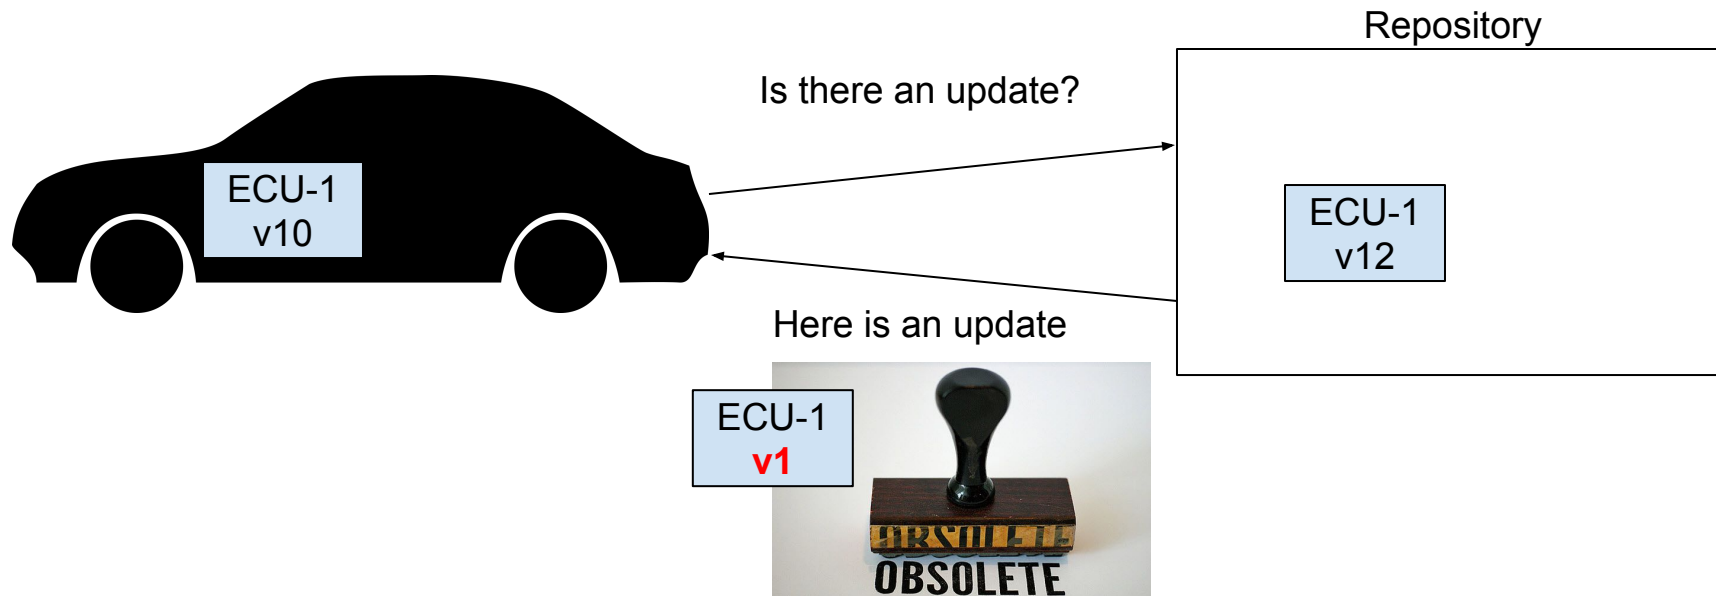 Repository
Is there an update?
ECU-1
v10
ECU-1
v12
Here is an update
ECU-1
v1
OBSOLETE
OBSOLETE